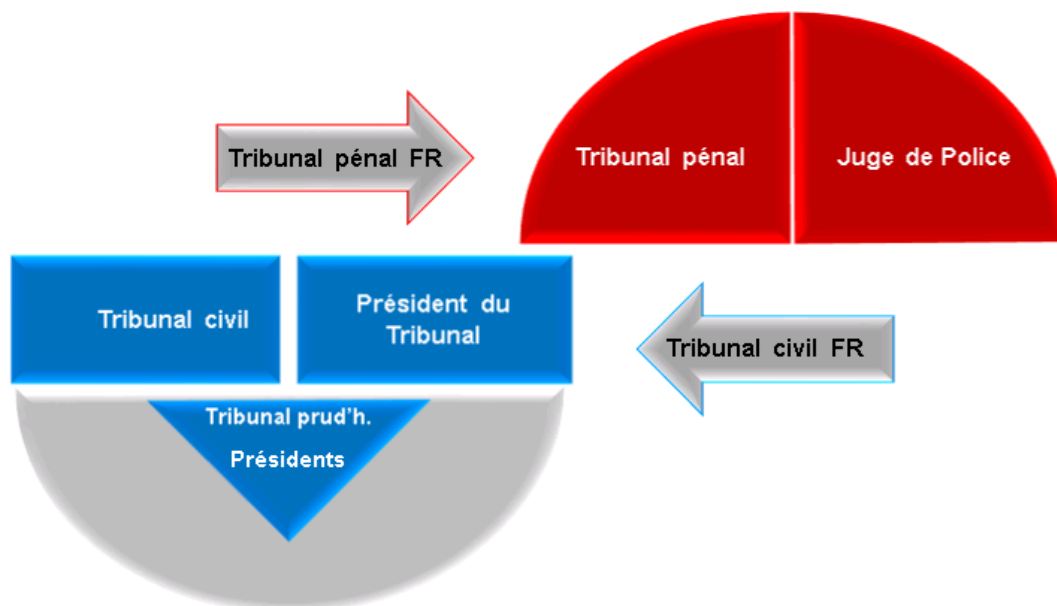 Tribunal pénal FR
Tribunal pénal
Juge de Police
Tribunal civil
Président du
Tribunal
Tribunal civil FR
Tribunal prud'h.
Présidents